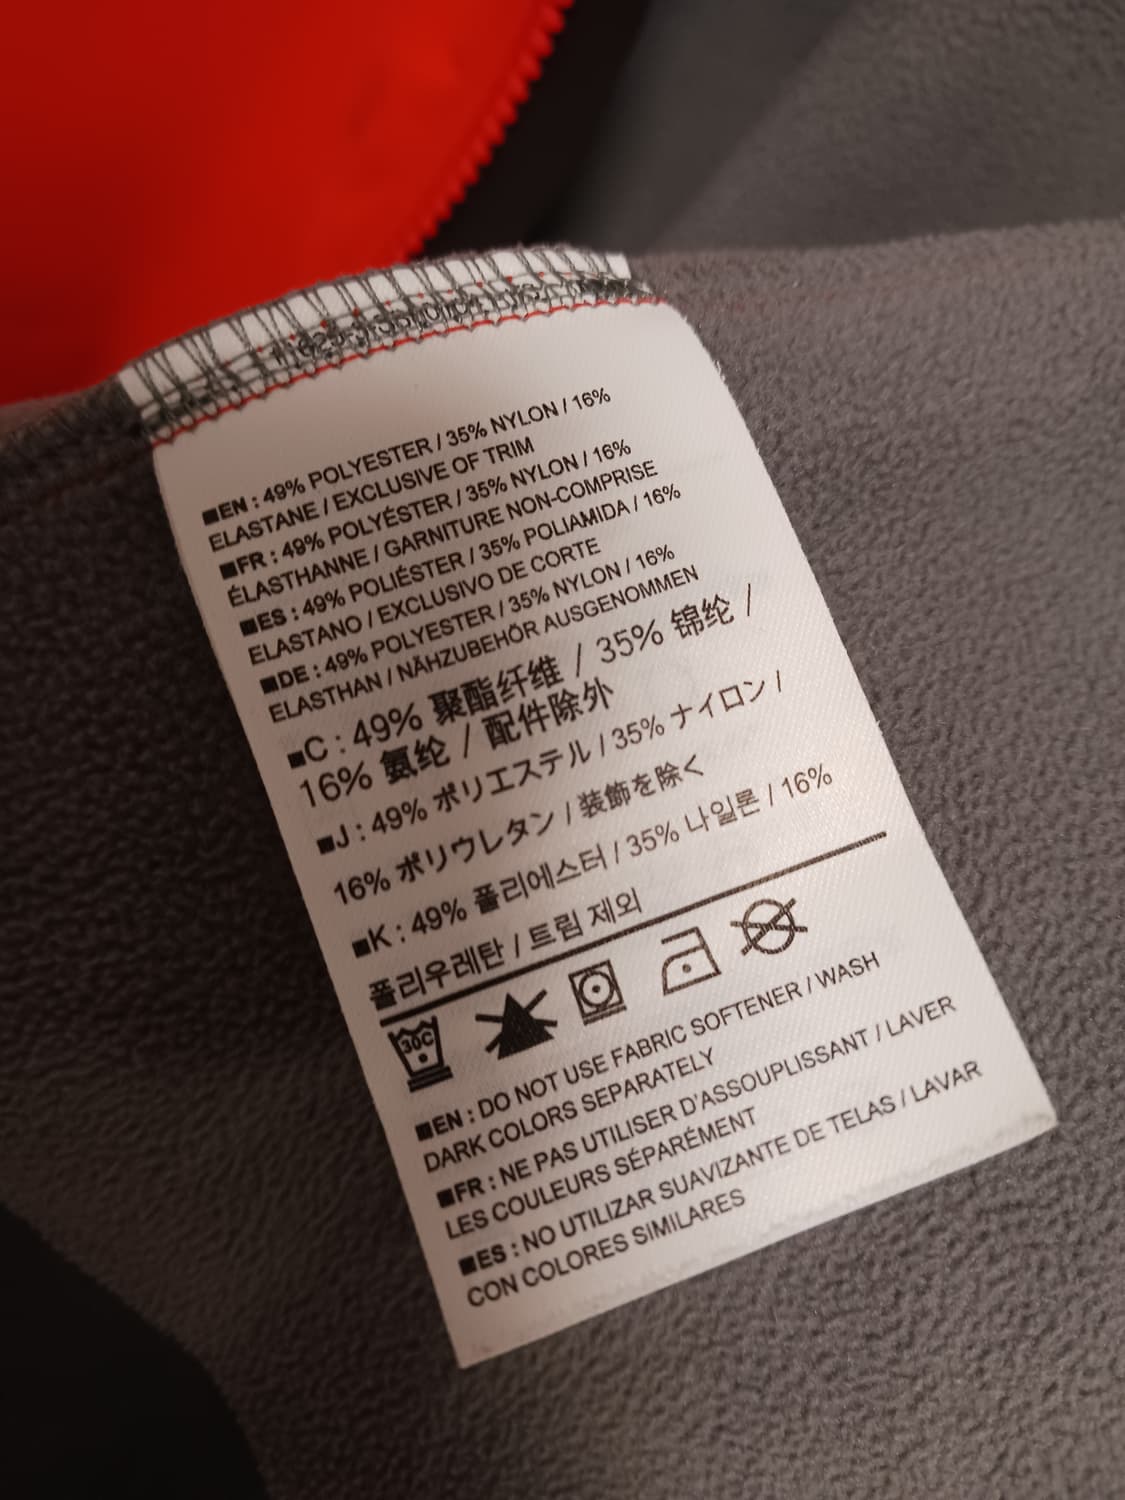 ■EN : 49% POLYESTER / 35% NYLON / 16%
ELASTANE / EXCLUSIVE OF TRIM
■FR : 49% POLYÉSTER / 35% NYLON / 16%
ÉLASTHANNE / GARNITURE NON-COMPRISE
■ES : 49% POLIÉSTER / 35% POLIAMIDA / 16%
ELASTANO / EXCLUSIVO DE CORTE
■DE : 49% POLYESTER / 35% NYLON / 16%
ELASTHAN / NÄHZUBEHÖR AUSGENOMMEN
■C : 49% 聚酯纤维 / 35% 锦纶 /
16% 氨纶 / 配件除外
■J : 49% ポリエステル / 35% ナイロン /
16% ポリウレタン / 装飾を除く
■K : 49% 폴리에스터 / 35% 나일론 / 16%
폴리우레탄 / 트림 제외
30C
■EN : DO NOT USE FABRIC SOFTENER / WASH
DARK COLORS SEPARATELY
■FR : NE PAS UTILISER D'ASSOUPLISSANT / LAVER
LES COULEURS SÉPARÉMENT
■ES : NO UTILIZAR SUAVIZANTE DE TELAS / LAVAR
CON COLORES SIMILARES